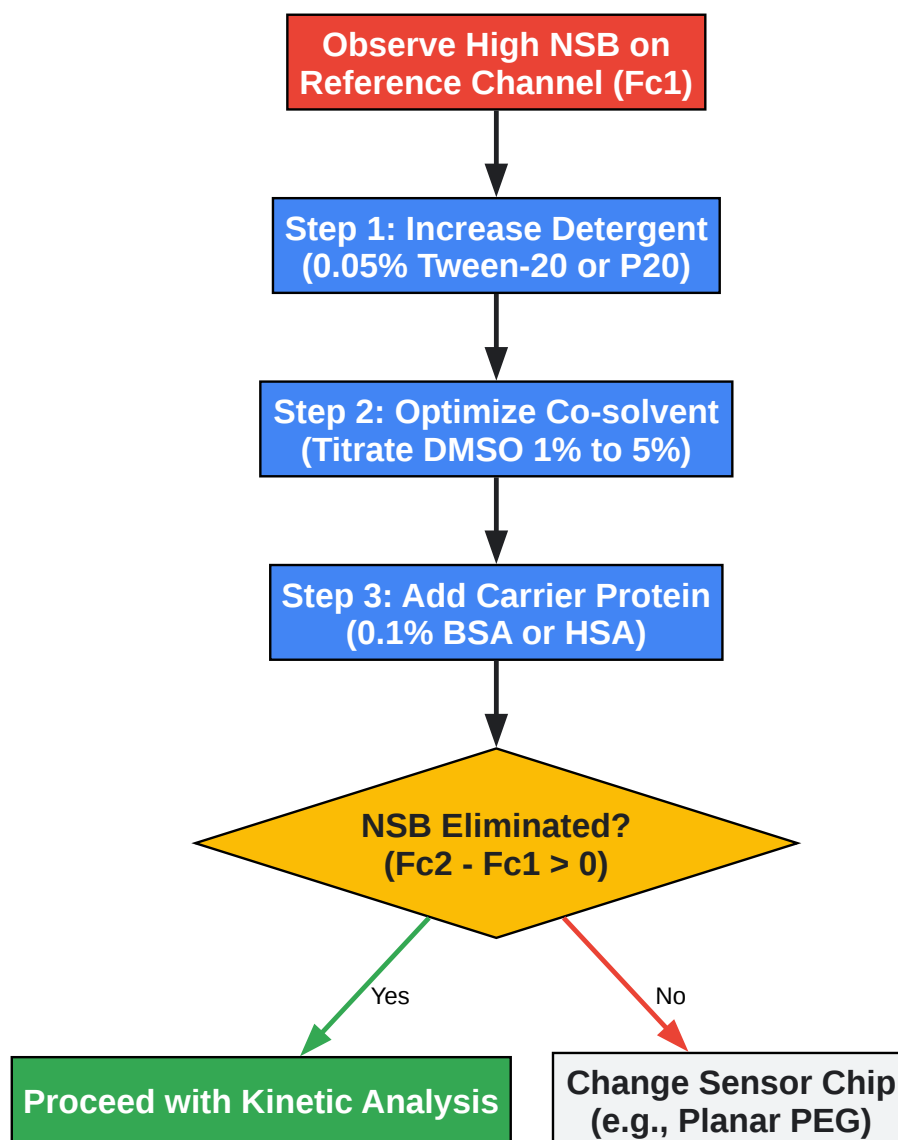 Observe High NSB on
Reference Channel (Fc1)
Step 1: Increase Detergent
(0.05% Tween-20 or P20)
Step 2: Optimize Co-solvent
(Titrate DMSO 1% to 5%)
Step 3: Add Carrier Protein
(0.1% BSA or HSA)
NSB Eliminated?
(Fc2 - Fc1 > 0)
Yes
No
Proceed with Kinetic Analysis
Change Sensor Chip
(e.g., Planar PEG)